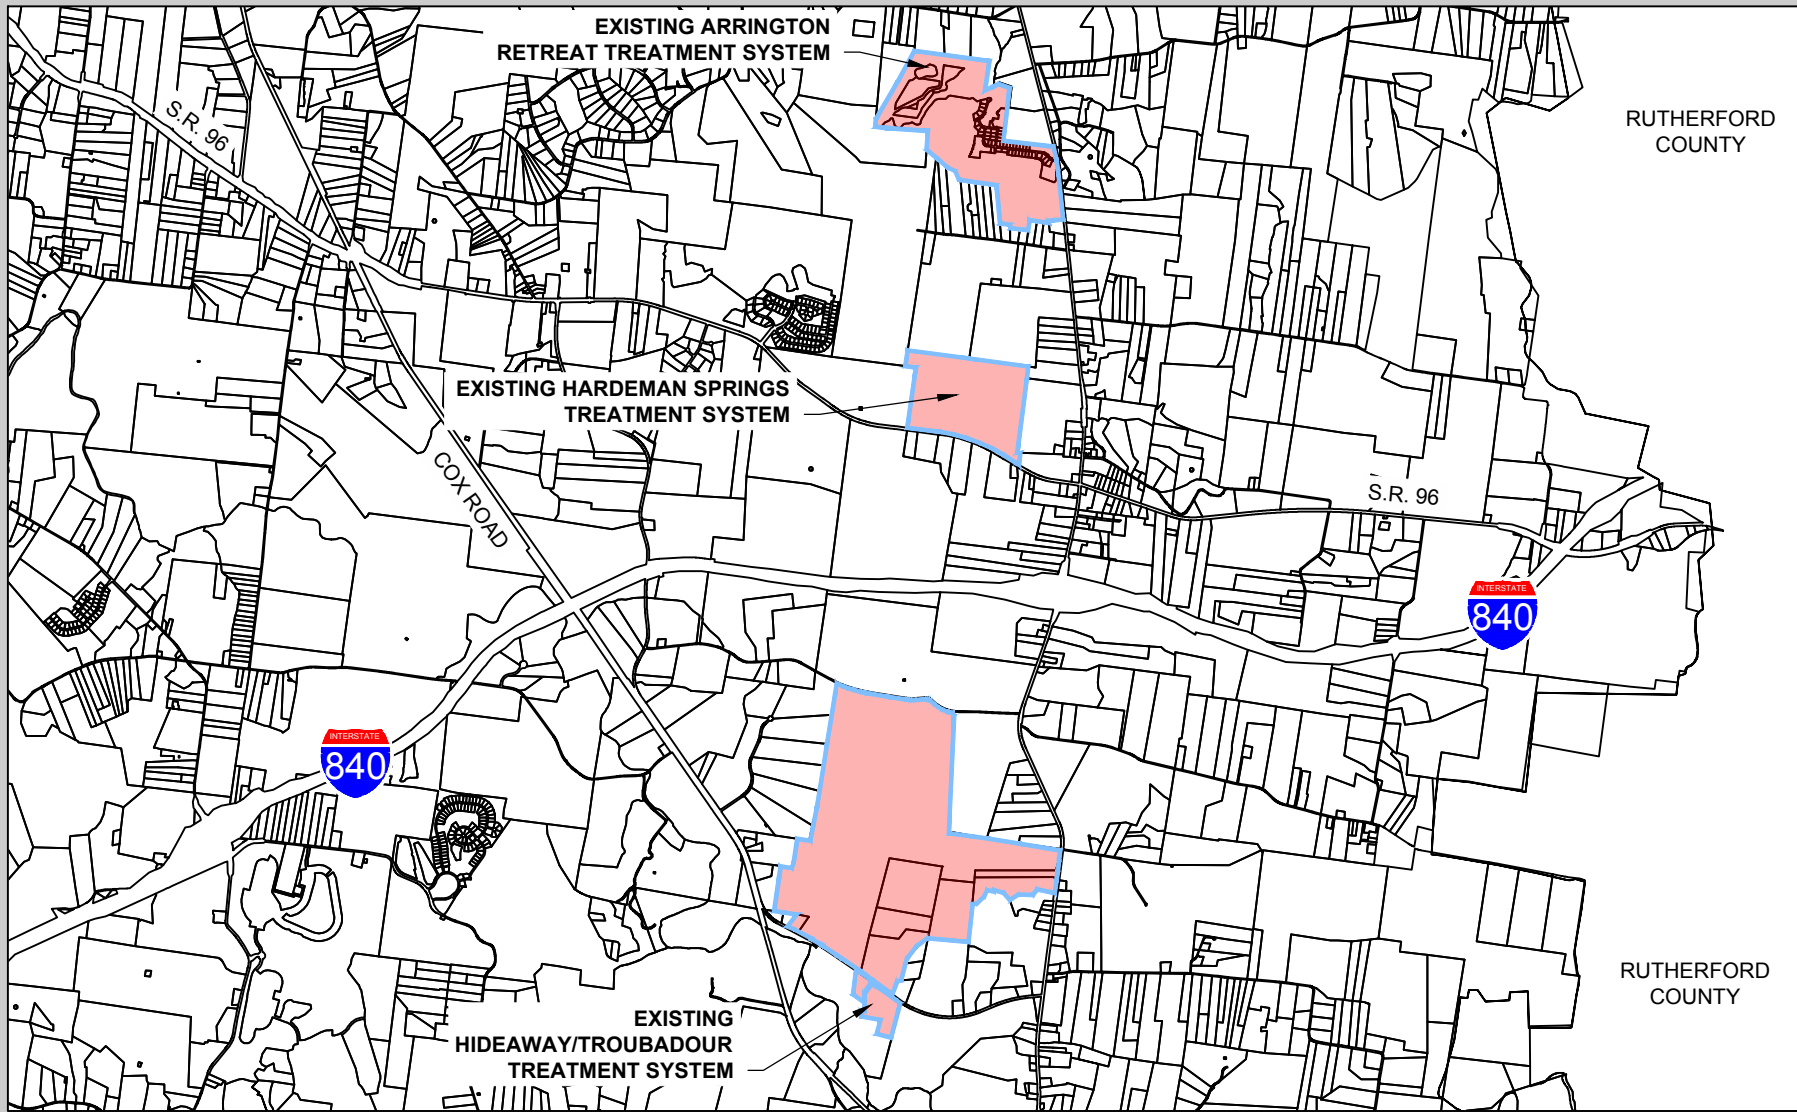 EXISTING ARRINGTON
RETREAT TREATMENT SYSTEM
S.R. 96
RUTHERFORD
COUNTY
EXISTING HARDEMAN SPRINGS
TREATMENT SYSTEM
COX ROAD
S.R. 96
INTERSTATE
840
INTERSTATE
840
RUTHERFORD
COUNTY
EXISTING
HIDEAWAY/TROUBADOUR
TREATMENT SYSTEM